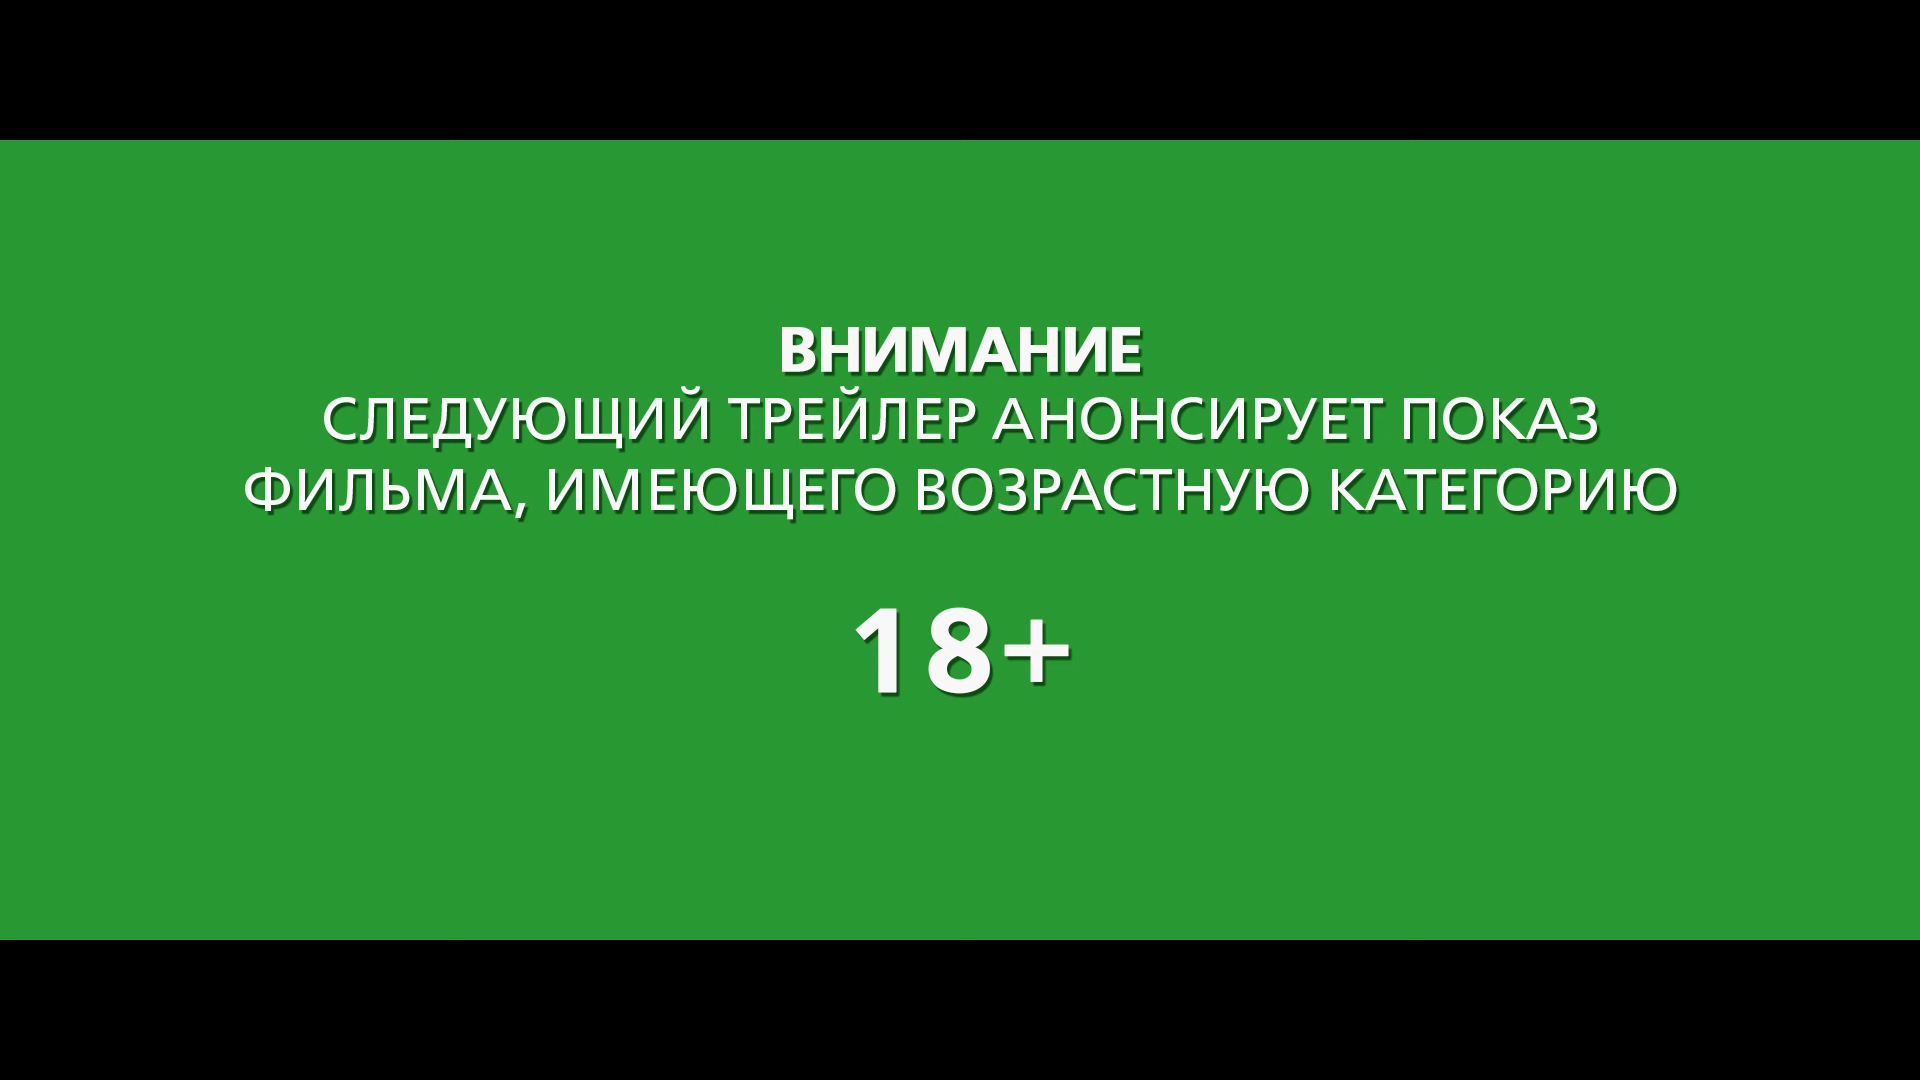 ВНИМАНИЕ
СЛЕДУЮЩИЙ ТРЕЙЛЕР АНОНСИРУЕТ ПОКАЗ
ФИЛЬМА, ИМЕЮЩЕГО ВОЗРАСТНУЮ КАТЕГОРИЮ
18+